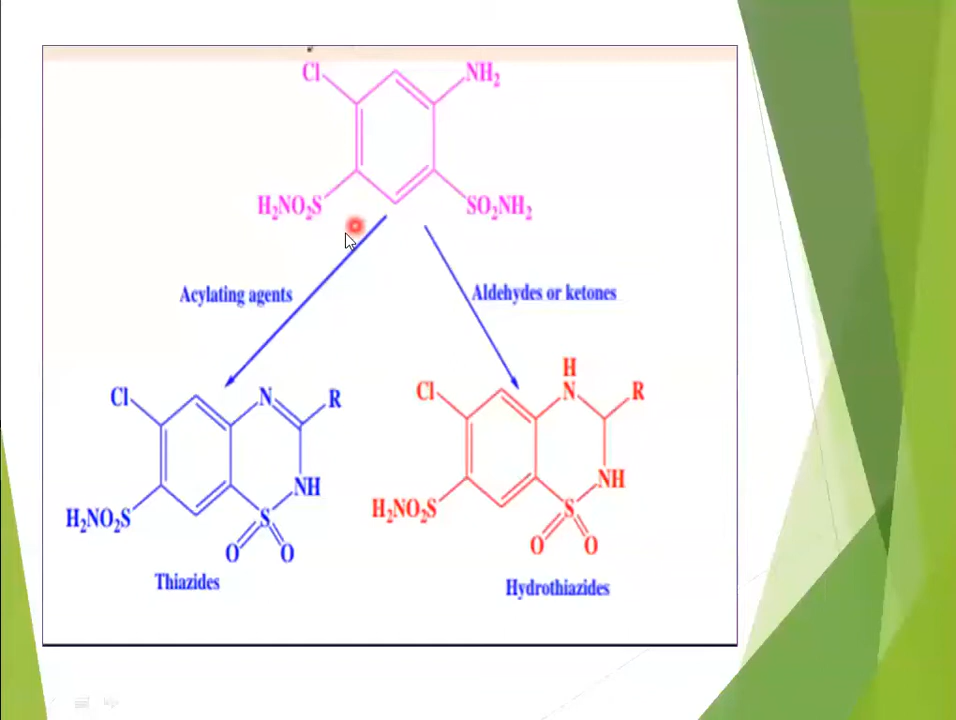 Cl NH₂
H₂NO₂S SO₂NH₂
Acylating agents Aldehydes or ketones
H
Cl N R Cl N R
NH NH
H₂NO₂S S H₂NO₂S S
O O O O
Thiazides Hydrothiazides